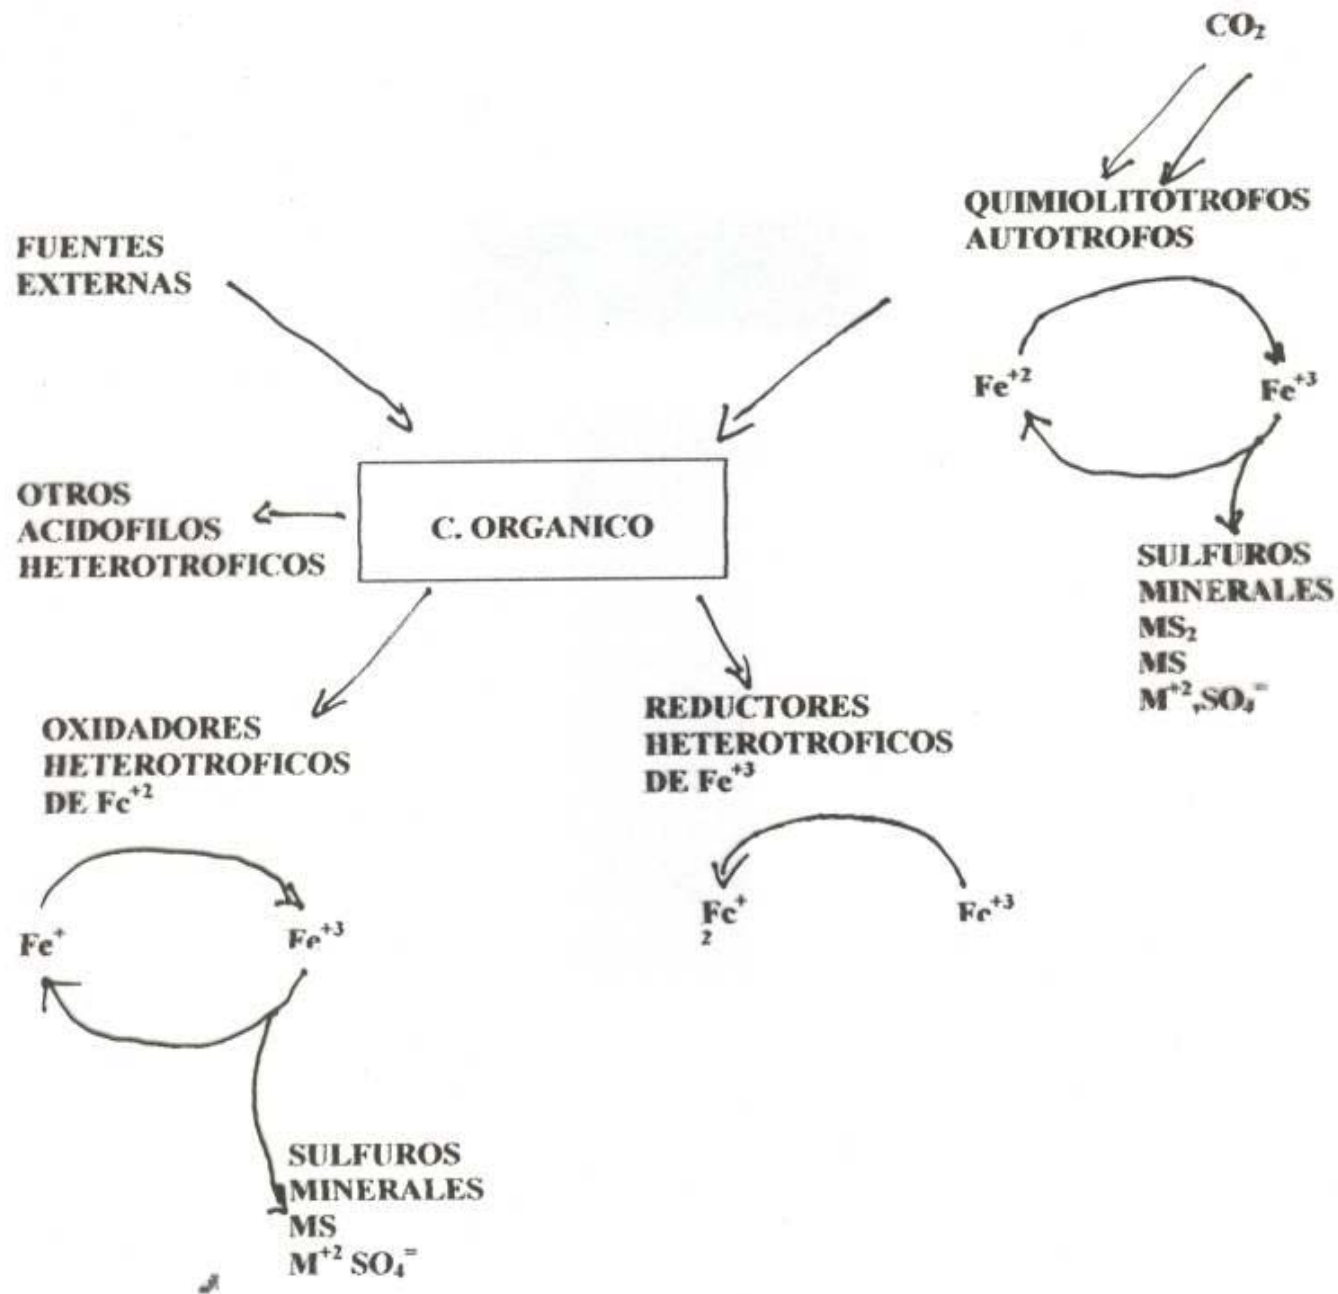 CO₂
QUIMIOLITOTROFOS
AUTOTROFOS
FUENTES
EXTERNAS
Fe⁺² Fe⁺³
OTROS
ACIDOFILOS
HETEROTROFICOS
C. ORGANICO
SULFUROS
MINERALES
MS₂
MS
M⁺²,SO₄⁼
OXIDADORES
HETEROTROFICOS
DE Fe⁺²
REDUCTORES
HETEROTROFICOS
DE Fe⁺³
Fe⁺
2
Fe⁺³
Fe⁺ Fe⁺³
SULFUROS
MINERALES
MS
M⁺² SO₄⁼